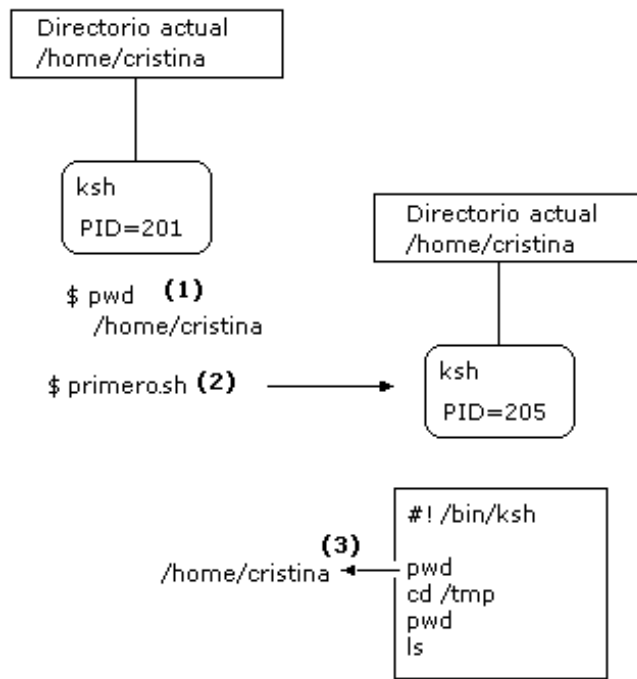 Directorio actual
/home/cristina
ksh
PID=201
$ pwd (1)
/home/cristina
$ primero.sh (2)
Directorio actual
/home/cristina
ksh
PID=205
#! /bin/ksh
(3)
/home/cristina
pwd
cd /tmp
pwd
ls